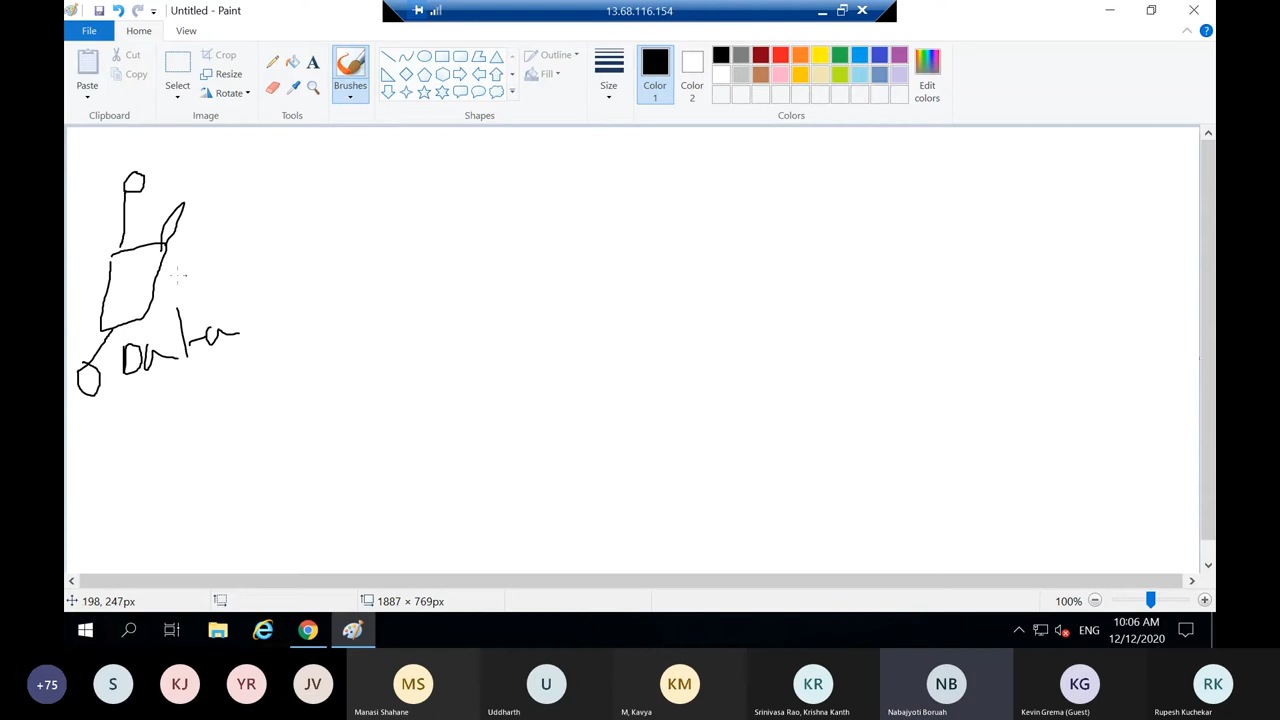 Untitled - Paint
13.68.116.154
File
Home
View
Paste
Cut
Copy
Clipboard
Select
Crop
Resize
Rotate
Image
A
Tools
Brushes
Shapes
Outline
Fill
Size
Color 1
Color 2
Edit colors
Colors
Data
198, 247px
1887 × 769px
100%
ENG
10:06 AM
12/12/2020
+75
S
KJ
YR
JV
MS
Manasi Shahane
U
Uddharth
KM
M, Kavya
KR
Srinivasa Rao, Krishna Kanth
NB
Nabajyoti Boruah
KG
Kevin Grema (Guest)
RK
Rupesh Kuchekar